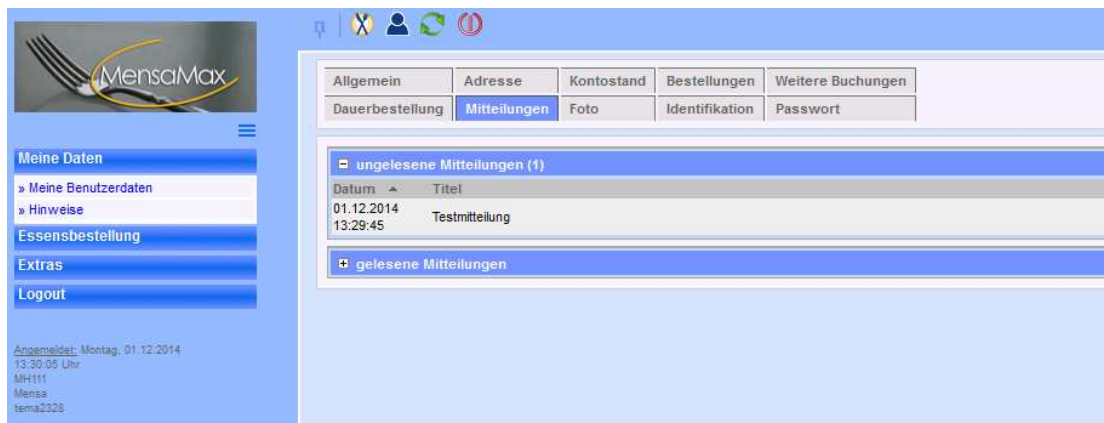 MensaMax
Allgemein
Adresse
Kontostand
Bestellungen
Weitere Buchungen
Dauerbestellung
Mitteilungen
Foto
Identifikation
Passwort
Meine Daten
» Meine Benutzerdaten
» Hinweise
Essensbestellung
Extras
Logout
ungelesene Mitteilungen (1)
Datum
Titel
01.12.2014
13:29:45
Testmitteilung
gelesene Mitteilungen
Angemeldet: Montag, 01.12.2014
13:30:05 Uhr
MH111
Mensa
tema2328